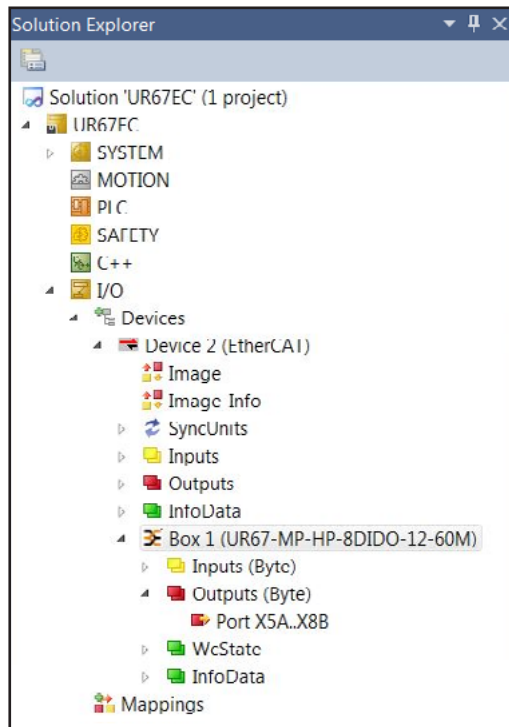 Solution Explorer
Solution 'UR67EC' (1 project)
UR67EC
SYSTEM
MOTION
PLC
SAFETY
C++
I/O
Devices
Device 2 (EtherCAT)
Image
Image Info
SyncUnits
Inputs
Outputs
InfoData
Box 1 (UR67-MP-HP-8DIDO-12-60M)
Inputs (Byte)
Outputs (Byte)
Port X5A..X8B
WcState
InfoData
Mappings